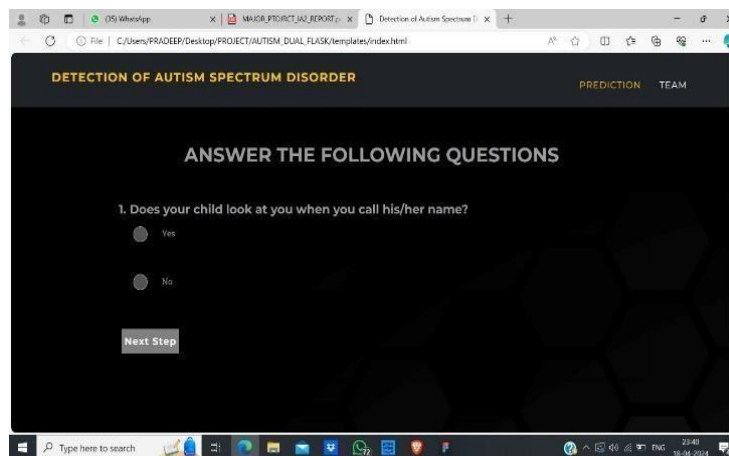 (35) WhatsApp
MAJOR_PTOJRCT_IA2_REPORT.p
Detection of Autism Spectrum D
File | C:/Users/PRADEEP/Desktop/PROJECT/AUTISM_DUAL_FLASK/templates/index.html
DETECTION OF AUTISM SPECTRUM DISORDER
PREDICTION TEAM
ANSWER THE FOLLOWING QUESTIONS
1. Does your child look at you when you call his/her name?
Yes
No
Next Step
Type here to search
72
ENG
23:40
18-04-2024